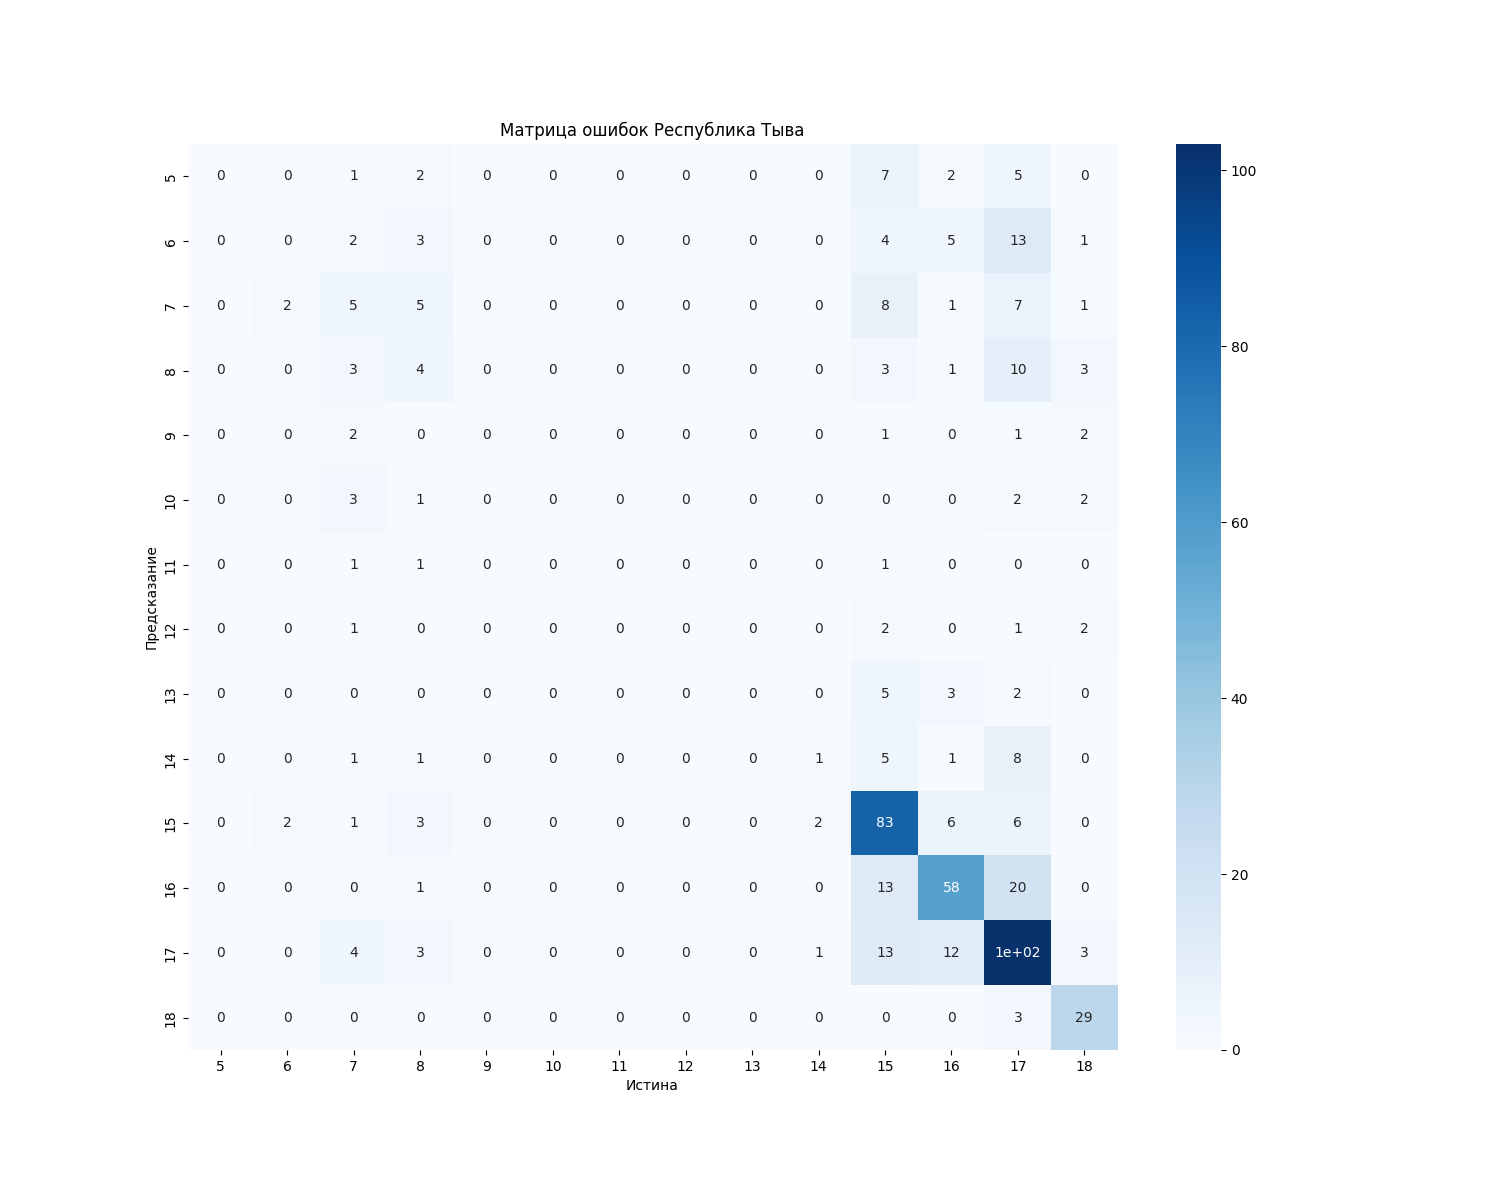 Матрица ошибок Республика Тыва
5 0 0 1 2 0 0 0 0 0 0 7 2 5 0
6 0 0 2 3 0 0 0 0 0 0 4 5 13 1
7 0 2 5 5 0 0 0 0 0 0 8 1 7 1
8 0 0 3 4 0 0 0 0 0 0 3 1 10 3
9 0 0 2 0 0 0 0 0 0 0 1 0 1 2
10 0 0 3 1 0 0 0 0 0 0 0 0 2 2
11 0 0 1 1 0 0 0 0 0 0 1 0 0 0
12 0 0 1 0 0 0 0 0 0 0 2 0 1 2
13 0 0 0 0 0 0 0 0 0 0 5 3 2 0
14 0 0 1 1 0 0 0 0 0 1 5 1 8 0
15 0 2 1 3 0 0 0 0 0 2 83 6 6 0
16 0 0 0 1 0 0 0 0 0 0 13 58 20 0
17 0 0 4 3 0 0 0 0 0 1 13 12 1e+02 3
18 0 0 0 0 0 0 0 0 0 0 0 0 3 29
5 6 7 8 9 10 11 12 13 14 15 16 17 18
Истина
Предсказание
100
80
60
40
20
0